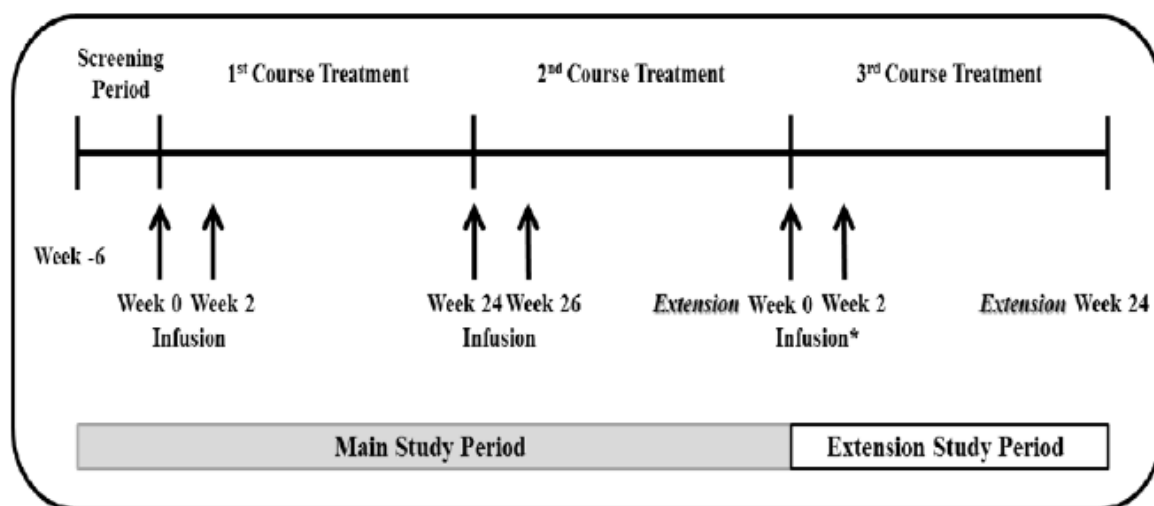 Screening
Period
1st Course Treatment
2nd Course Treatment
3rd Course Treatment
Week -6
Week 0 Week 2
Infusion
Week 24 Week 26
Infusion
Extension Week 0 Week 2
Infusion*
Extension Week 24
Main Study Period
Extension Study Period